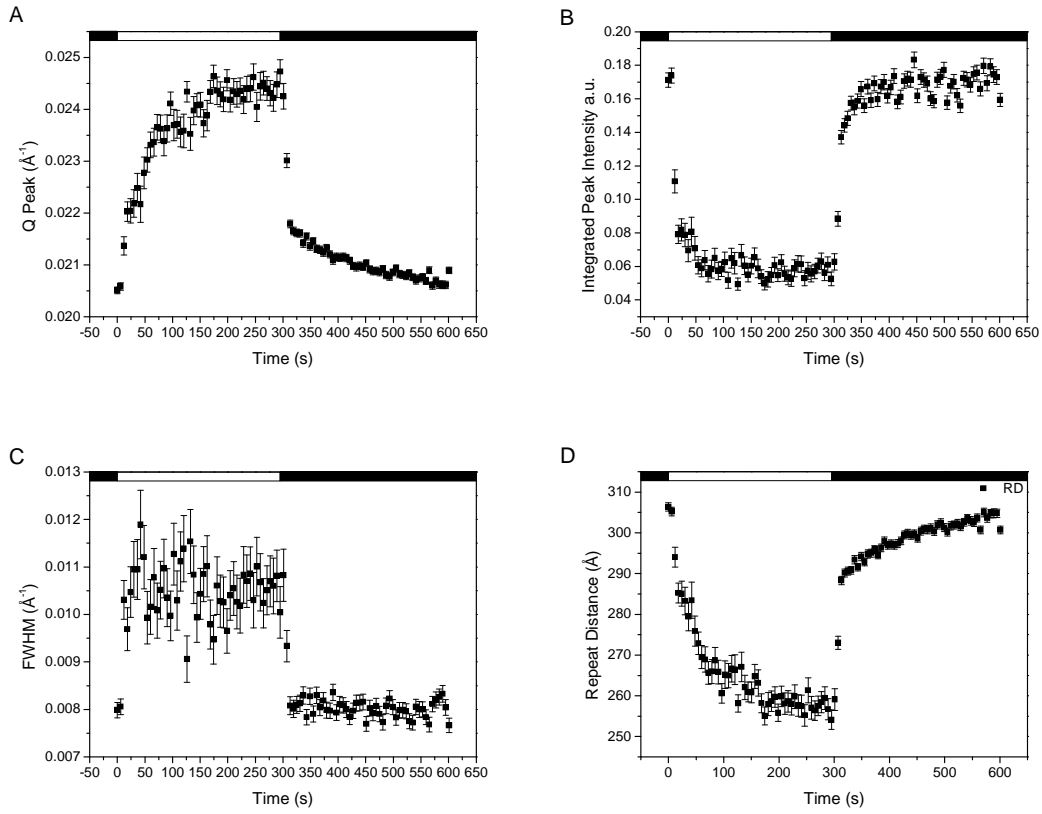 A
0.025
0.024
0.023
0.022
0.021
0.020
Q Peak (Å⁻¹)
-50 0 50 100 150 200 250 300 350 400 450 500 550 600 650
Time (s)
B
0.20
0.18
0.16
0.14
0.12
0.10
0.08
0.06
0.04
Integrated Peak Intensity a.u.
-50 0 50 100 150 200 250 300 350 400 450 500 550 600 650
Time (s)
C
0.013
0.012
0.011
0.010
0.009
0.008
0.007
FWHM (Å⁻¹)
-50 0 50 100 150 200 250 300 350 400 450 500 550 600 650
Time (s)
D
RD
310
300
290
280
270
260
250
Repeat Distance (Å)
0 100 200 300 400 500 600
Time (s)